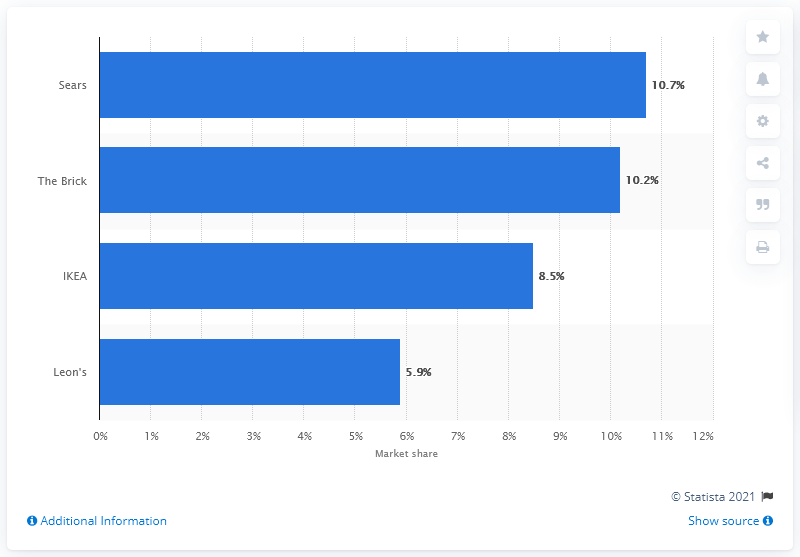 Sears
10.7%
The Brick
10.2%
IKEA
8.5%
Leon's
5.9%
0% 1% 2% 3% 4% 5% 6% 7% 8% 9% 10% 11% 12%
Market share
© Statista 2021
Additional Information
Show source